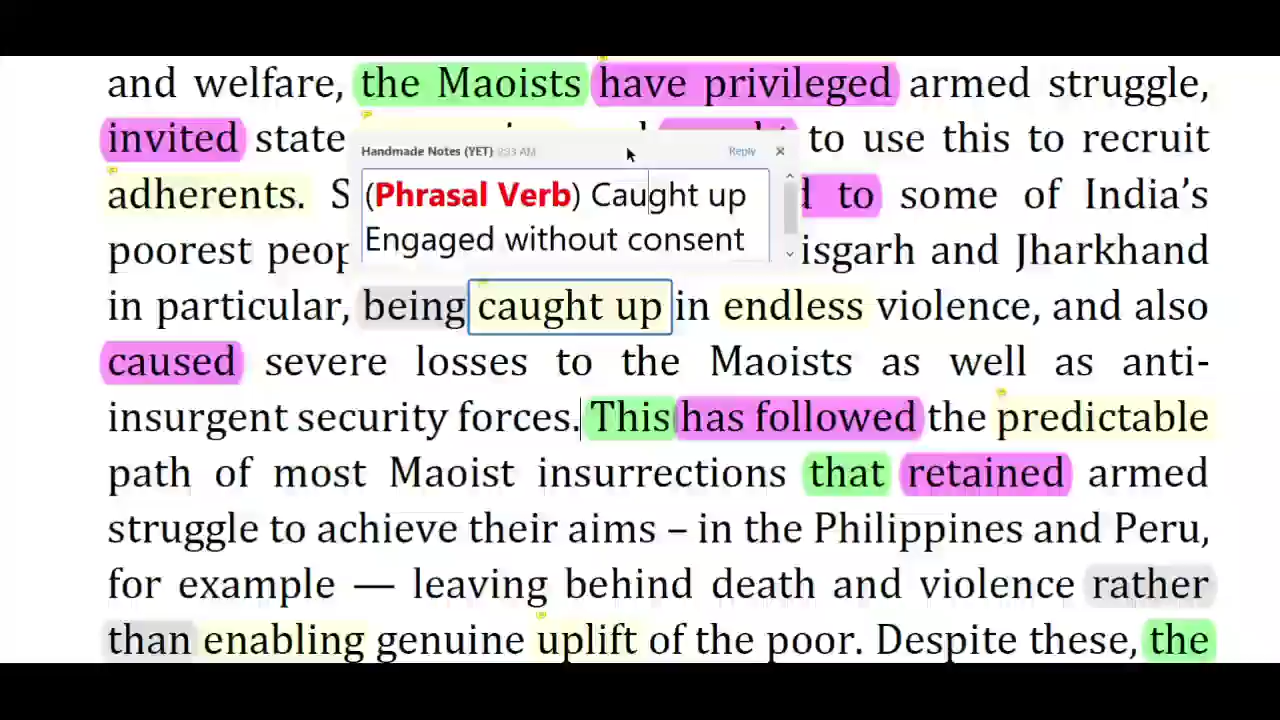 and welfare, the Maoists have privileged armed struggle,
invited state to use this to recruit
Handmade Notes (YET) 2:33 AM Reply
adherents. S to some of India's
(Phrasal Verb) Caught up
poorest peop isgarh and Jharkhand
Engaged without consent
in particular, being caught up in endless violence, and also
caused severe losses to the Maoists as well as anti-
insurgent security forces. This has followed the predictable
path of most Maoist insurrections that retained armed
struggle to achieve their aims – in the Philippines and Peru,
for example — leaving behind death and violence rather
than enabling genuine uplift of the poor. Despite these, the